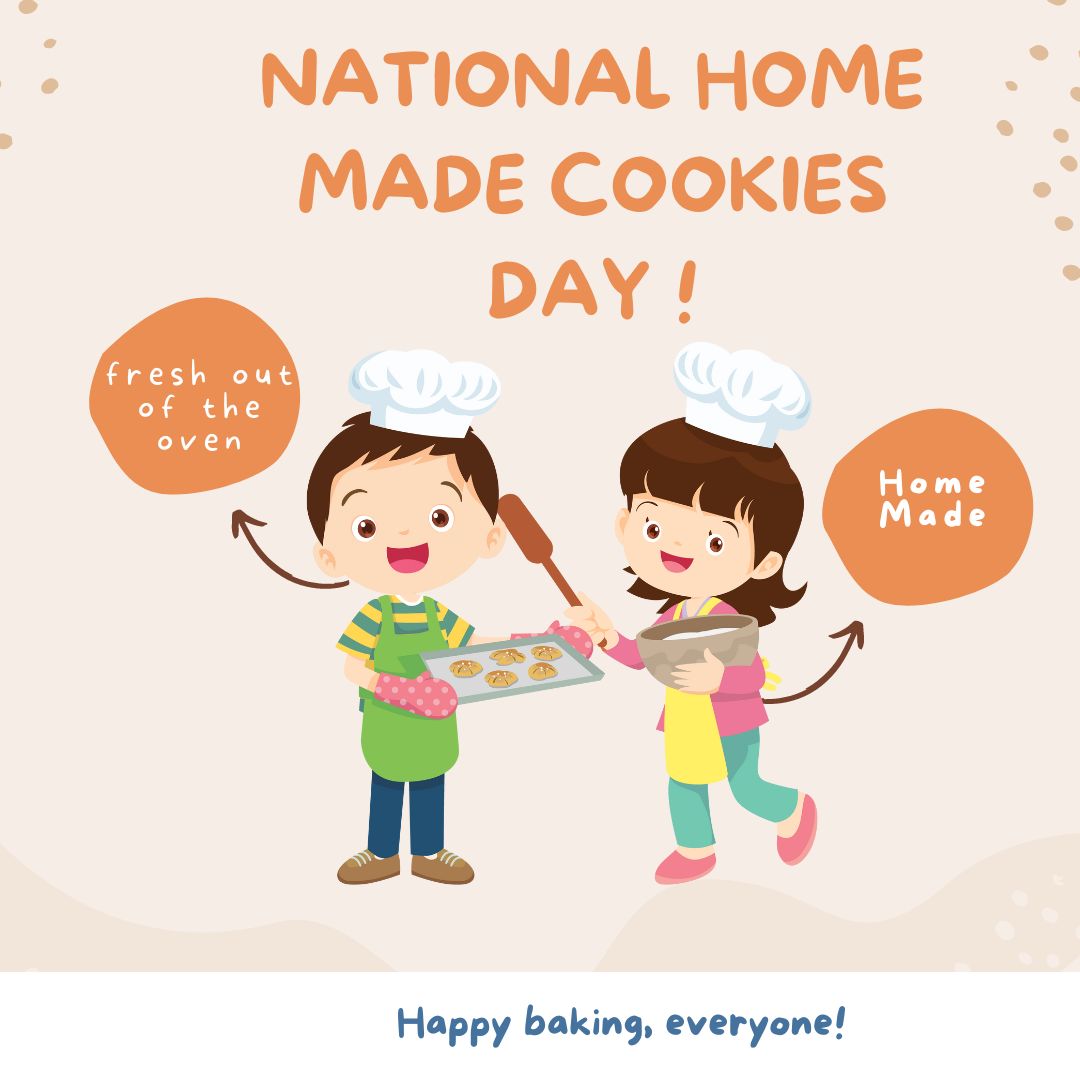 NATIONAL HOME
MADE COOKIES
DAY !
fresh out
of the
oven
Home
Made
Happy baking, everyone!